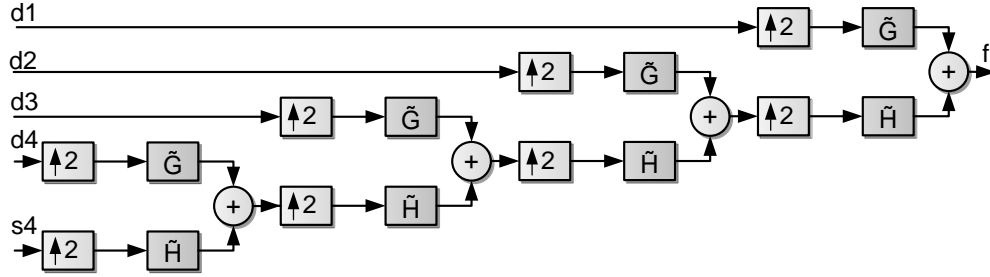 d1 ↑2 G̃
d2 ↑2 G̃ + f
d3 ↑2 G̃ + ↑2 H̃
d4 ↑2 G̃ + ↑2 H̃
+ ↑2 H̃
s4 ↑2 H̃